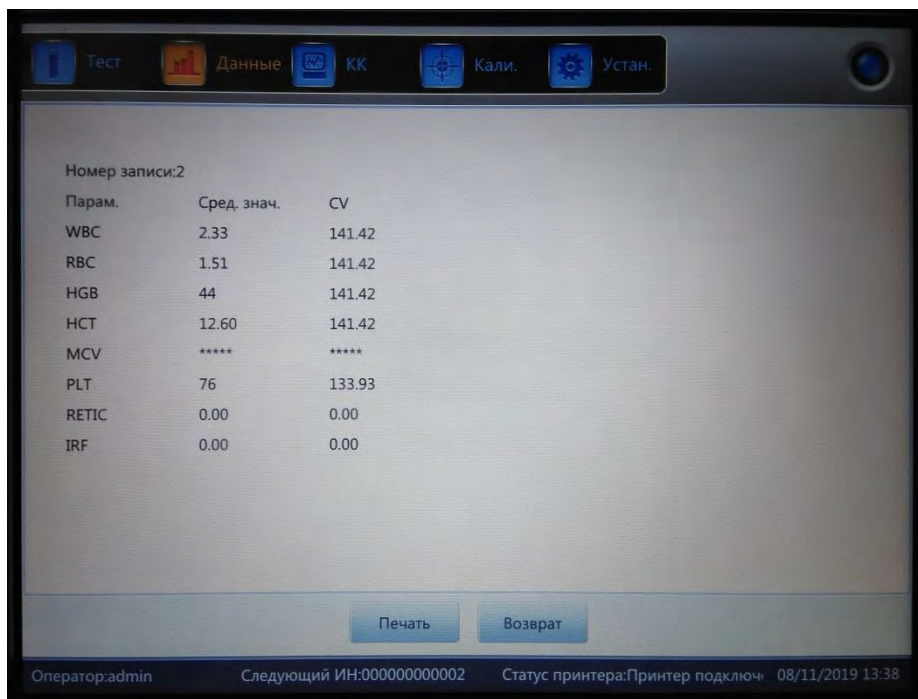 Тест Данные КК Кали. Устан.
Номер записи:2
Парам. Сред. знач. CV
WBC 2.33 141.42
RBC 1.51 141.42
HGB 44 141.42
HCT 12.60 141.42
MCV ***** *****
PLT 76 133.93
RETIC 0.00 0.00
IRF 0.00 0.00
Печать Возврат
Оператор:admin Следующий ИН:000000000002 Статус принтера:Принтер подключ 08/11/2019 13:38